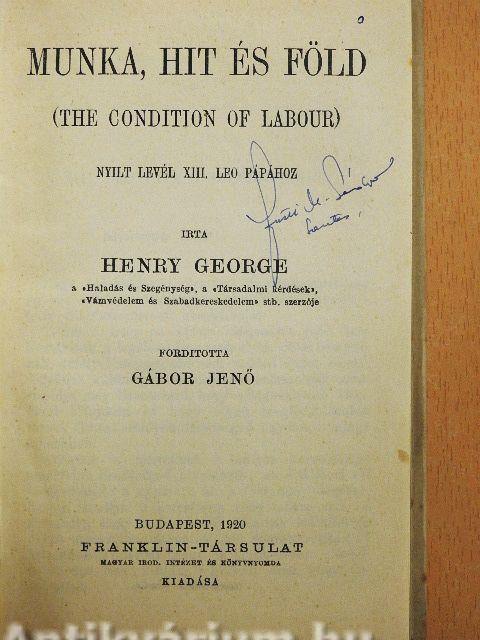 MUNKA, HIT ÉS FÖLD
(THE CONDITION OF LABOUR)
NYILT LEVÉL XIII. LEO PÁPÁHOZ
IRTA
HENRY GEORGE
a «Haladás és Szegénység», a «Társadalmi kérdések»,
«Vámvédelem és Szabadkereskedelem» stb. szerzője
FORDITOTTA
GÁBOR JENŐ
BUDAPEST, 1920
FRANKLIN-TÁRSULAT
MAGYAR IROD. INTÉZET ÉS KÖNYVNYOMDA
KIADÁSA
Antikvárium.hu